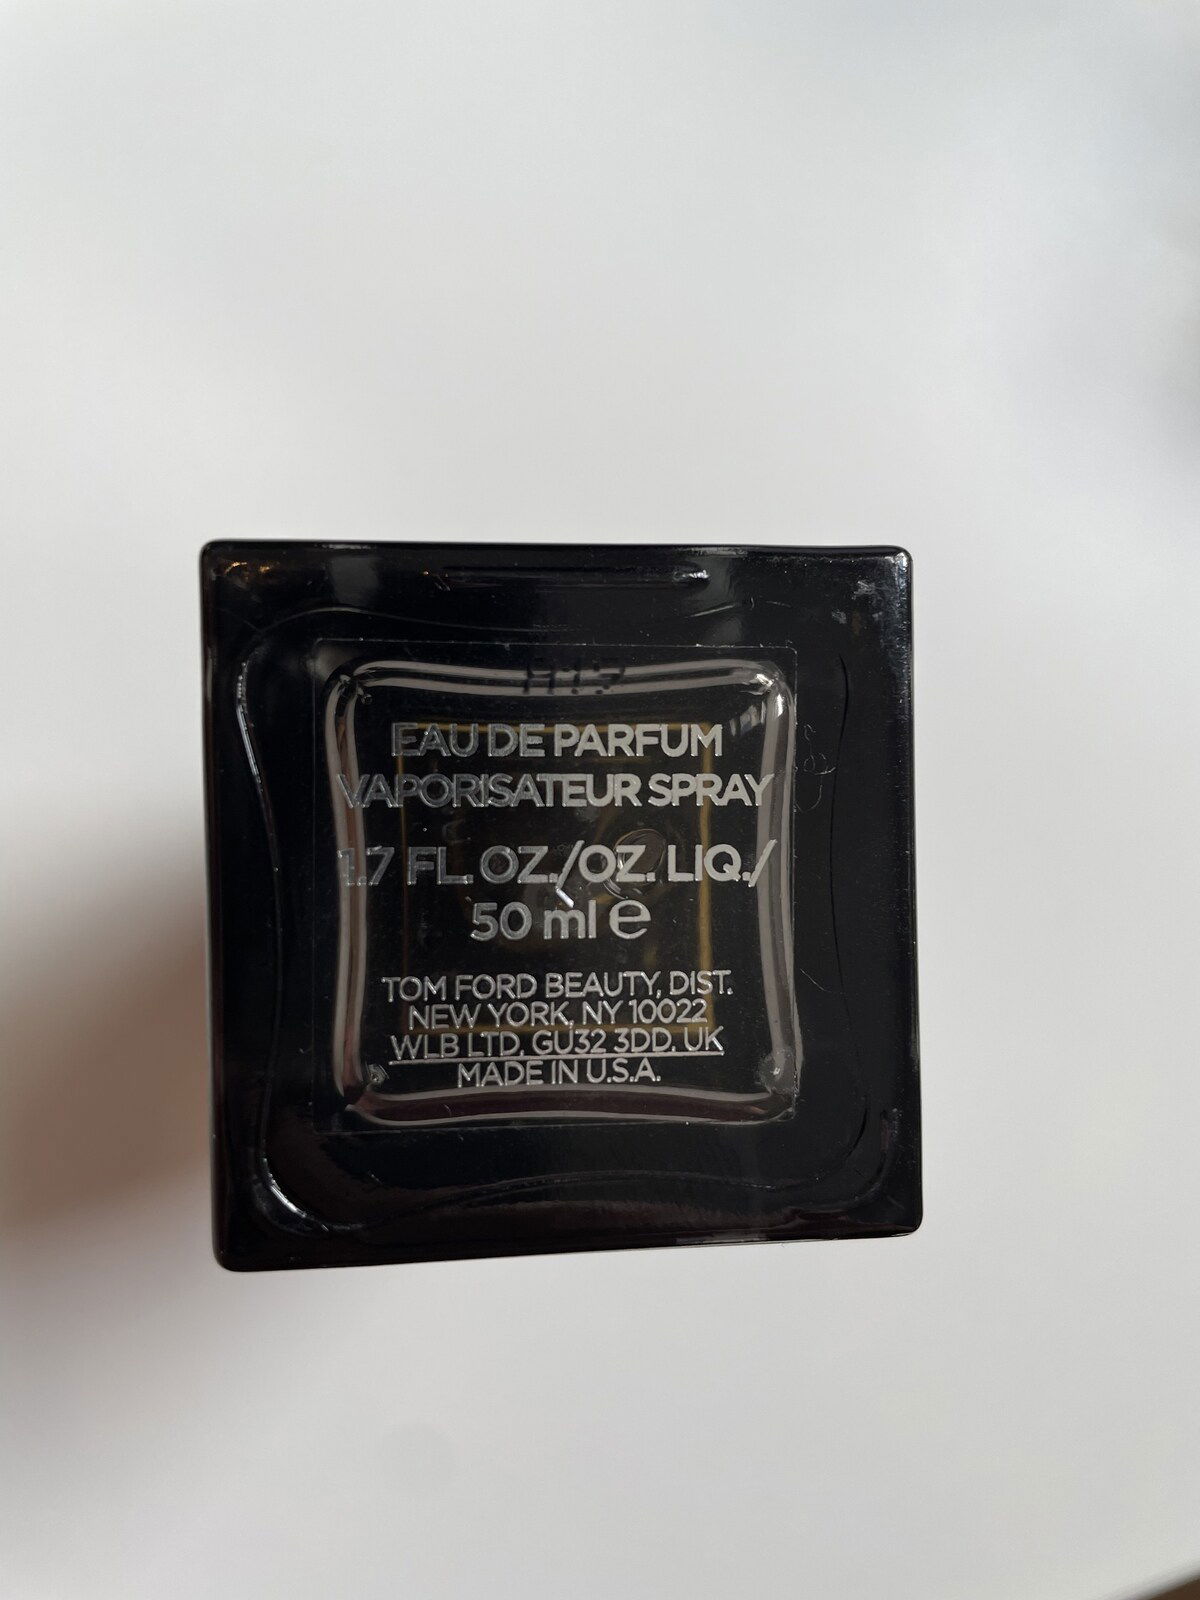 EAU DE PARFUM
VAPORISATEUR SPRAY
1.7 FL. OZ./OZ. LIQ./
50 ml e
TOM FORD BEAUTY, DIST.
NEW YORK, NY 10022
WLB LTD. GU32 3DD. UK
MADE IN U.S.A.